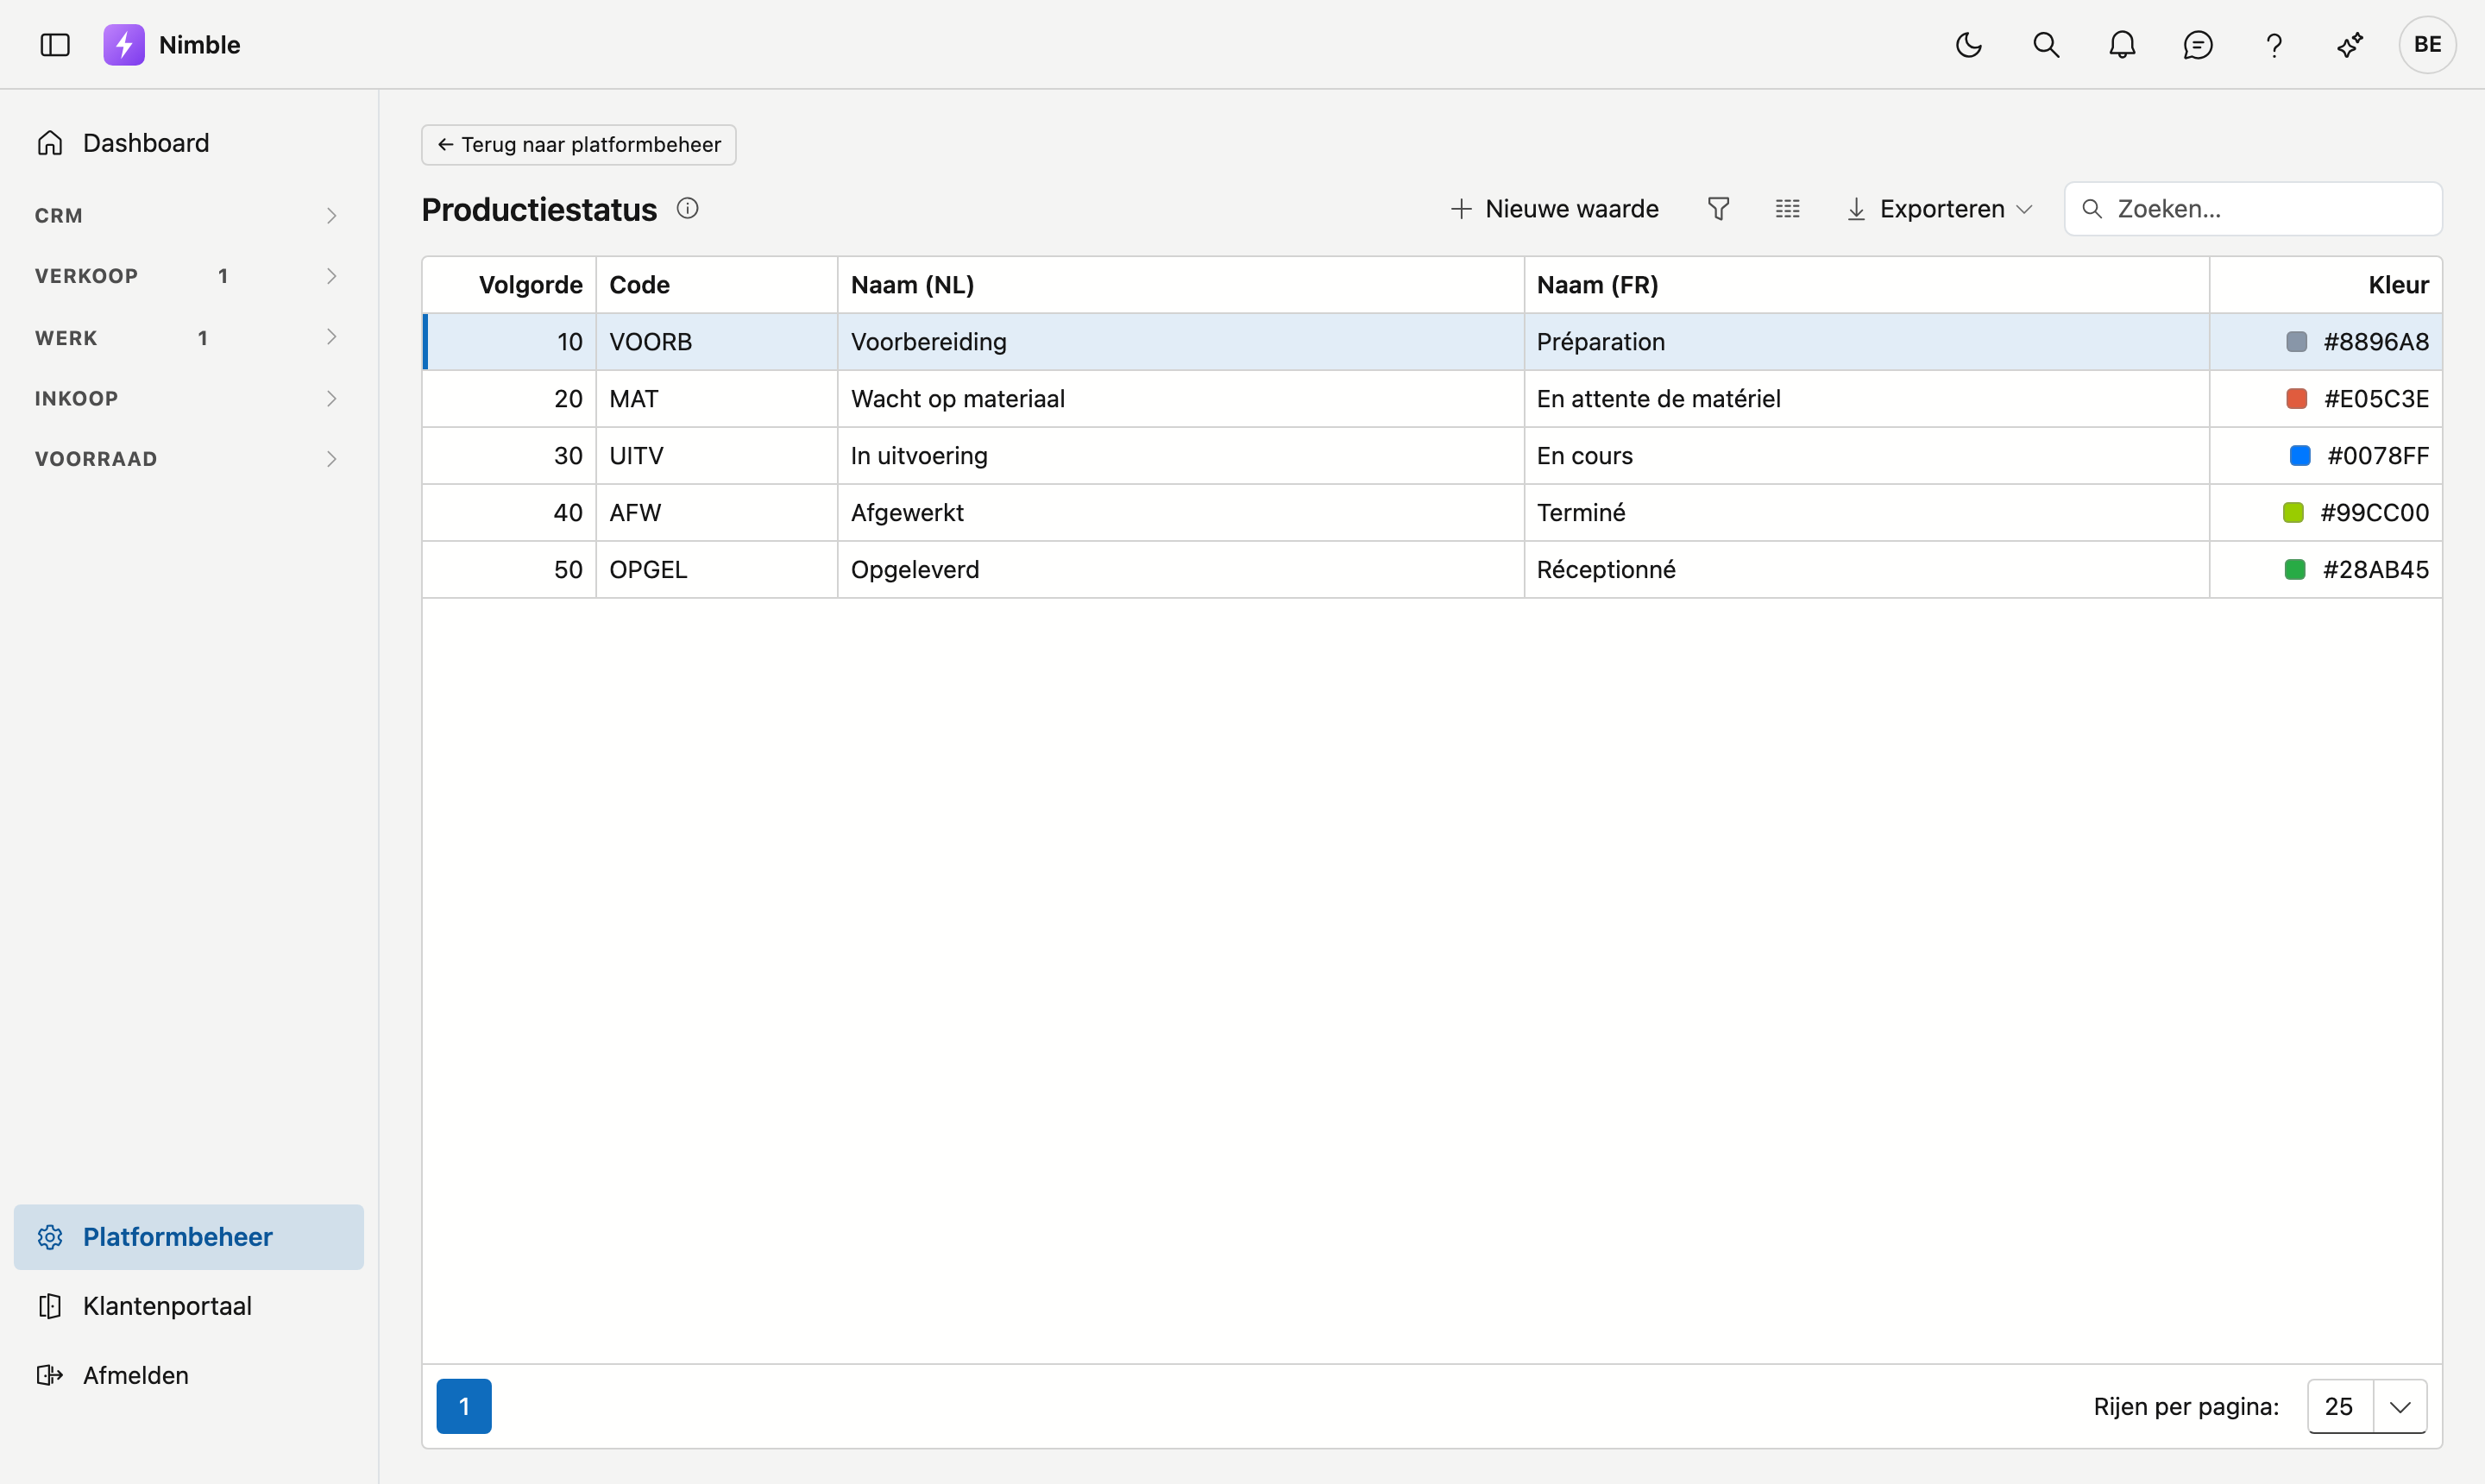 Nimble
BE
Dashboard
CRM
VERKOOP 1
WERK 1
INKOOP
VOORRAAD
Platformbeheer
Klantenportaal
Afmelden
← Terug naar platformbeheer
Productiestatus
Nieuwe waarde
Exporteren
Zoeken...
Volgorde Code Naam (NL) Naam (FR) Kleur
10 VOORB Voorbereiding Préparation #8896A8
20 MAT Wacht op materiaal En attente de matériel #E05C3E
30 UITV In uitvoering En cours #0078FF
40 AFW Afgewerkt Terminé #99CC00
50 OPGEL Opgeleverd Réceptionné #28AB45
1
Rijen per pagina: 25